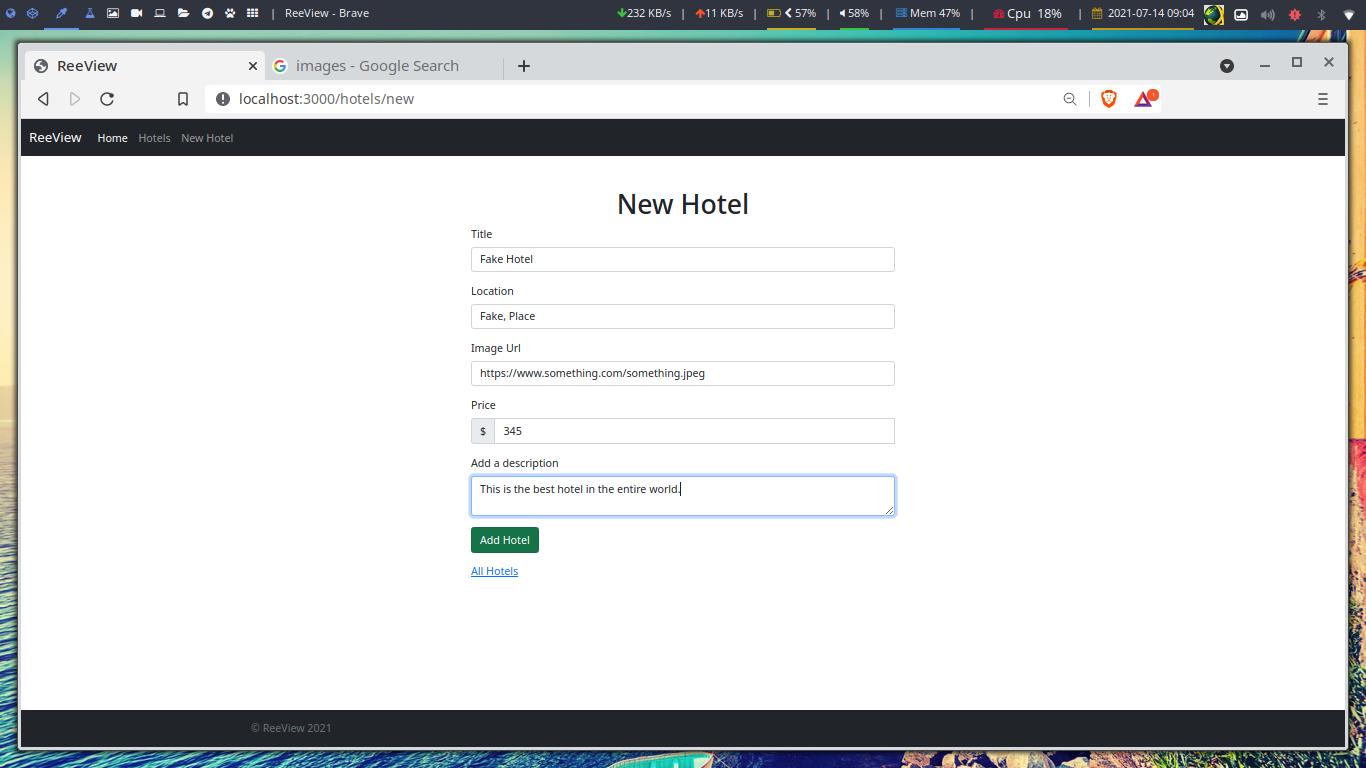 ReeView - Brave 232 KB/s | 11 KB/s | 57% | 58% | Mem 47% | Cpu 18% | 2021-07-14 09:04
ReeView images - Google Search
localhost:3000/hotels/new 1
ReeView Home Hotels New Hotel
New Hotel
Title
Fake Hotel
Location
Fake, Place
Image Url
https://www.something.com/something.jpeg
Price
$ 345
Add a description
This is the best hotel in the entire world.
Add Hotel
All Hotels
© ReeView 2021